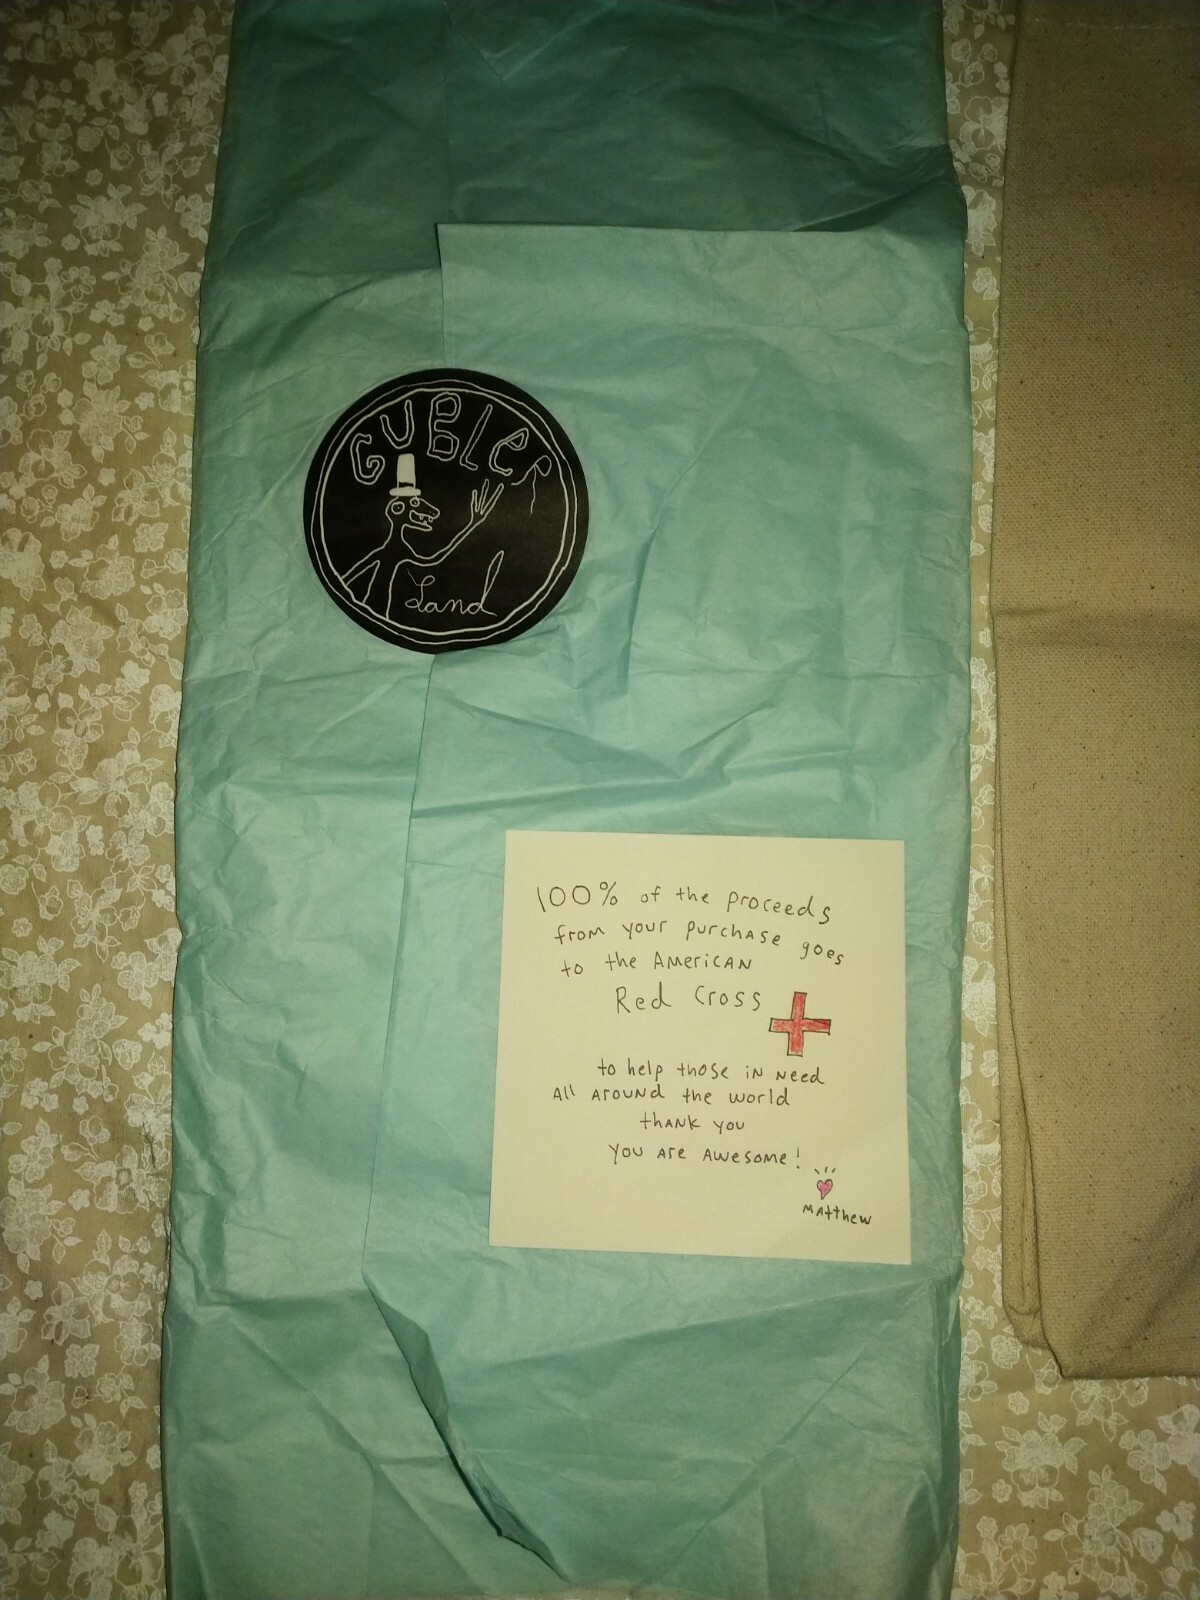 GUBLer
Land
100% of the proceeds
from your purchase goes
to the AmericAN
Red Cross
to help those iN Need
All ArouNd the world
thANk you
you Are Awesome!
MAtthew